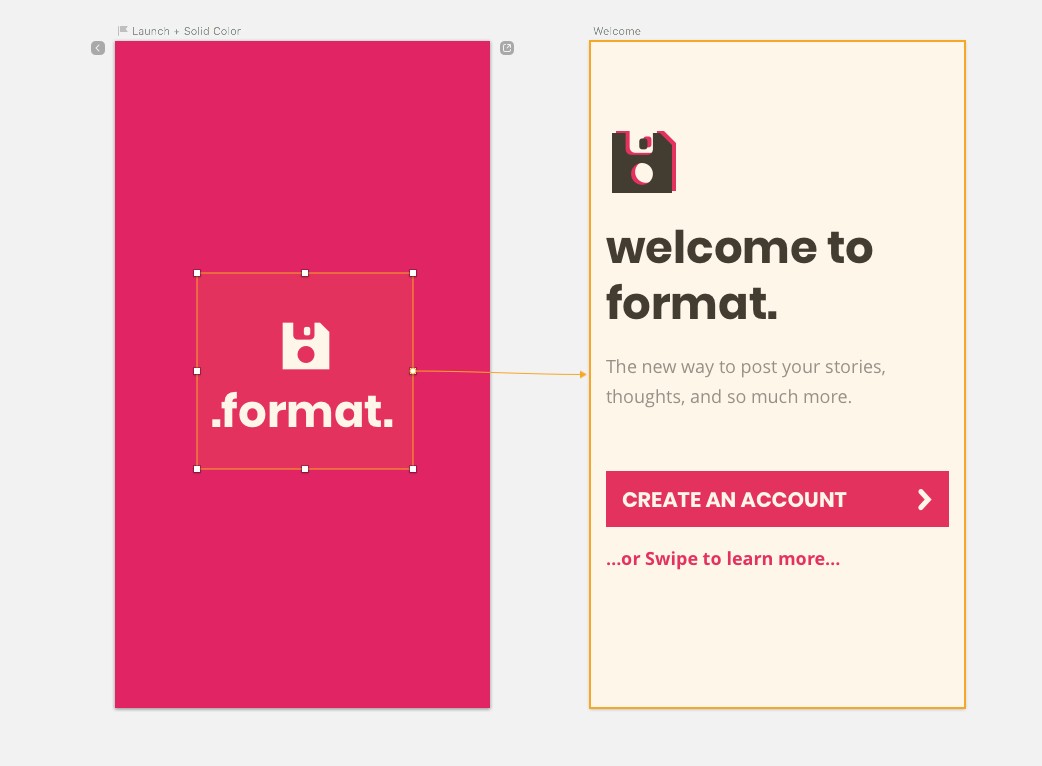 Launch + Solid Color
.format.
Welcome
welcome to
format.
The new way to post your stories,
thoughts, and so much more.
CREATE AN ACCOUNT
...or Swipe to learn more...